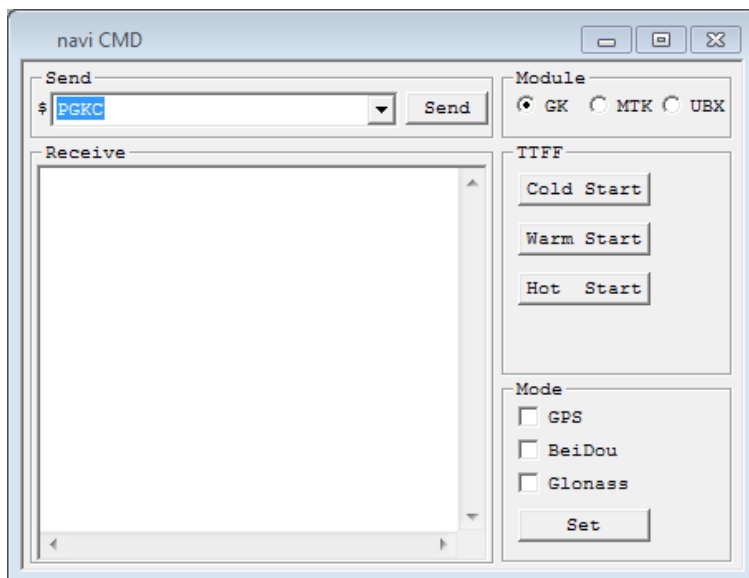 navi CMD
Send
$ PGKC Send
Module
GK MTK UBX
Receive
TTFF
Cold Start
Warm Start
Hot Start
Mode
GPS
BeiDou
Glonass
Set